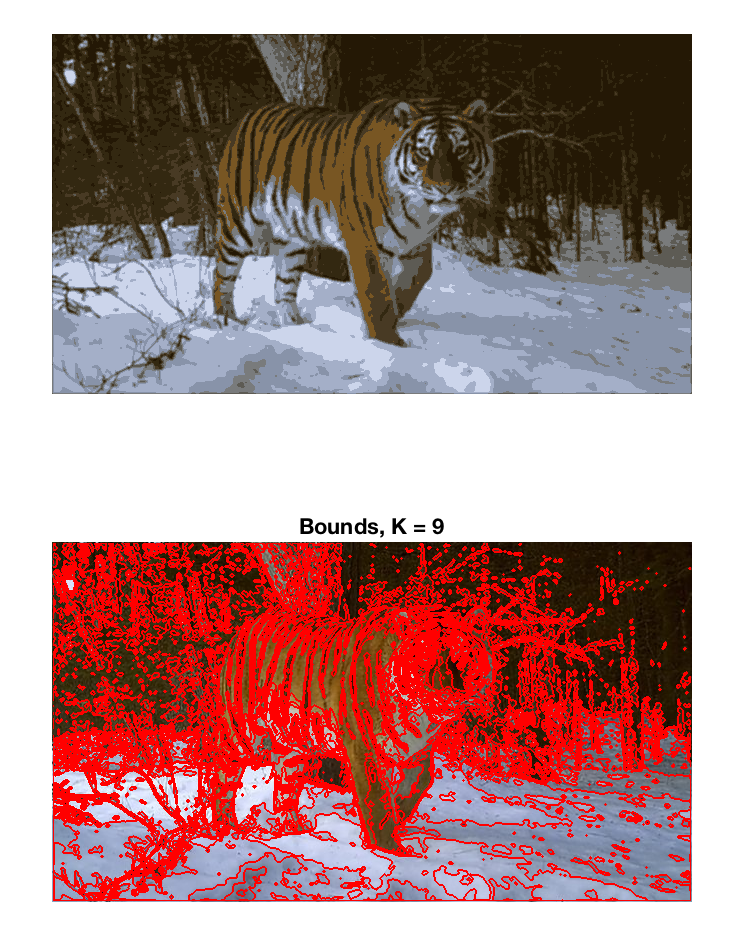 Bounds, K = 9